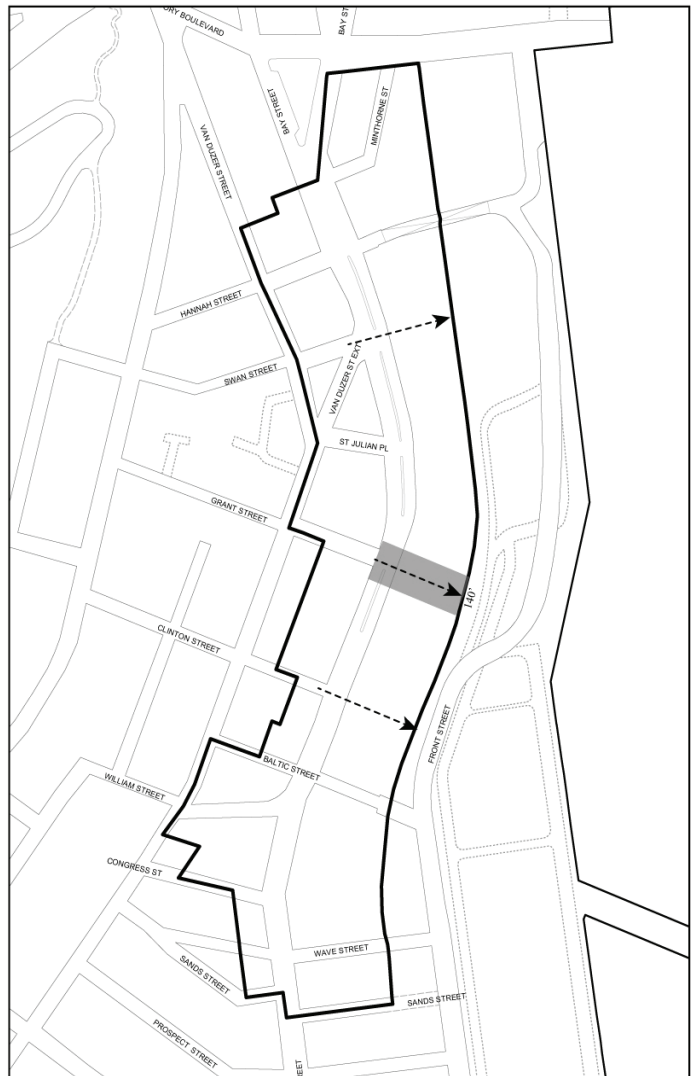 ORY BOULEVARD
BAY ST
BAY STREET
MINTHORNE ST
VAN DUZER STREET
HANNAH STREET
SWAN STREET
VAN DUZER ST EXT
ST JULIAN PL
GRANT STREET
140'
CLINTON STREET
FRONT STREET
BALTIC STREET
WILLIAM STREET
CONGRESS ST
WAVE STREET
SANDS STREET
SANDS STREET
PROSPECT STREET
EET